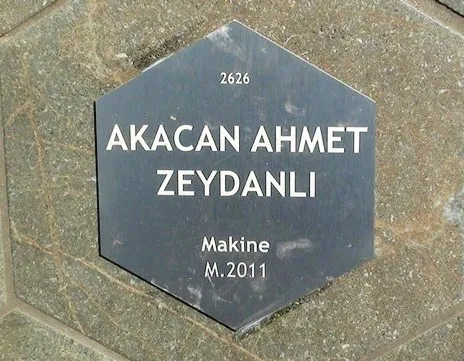 2626
AKACAN AHMET
ZEYDANLI
Makine
M.2011